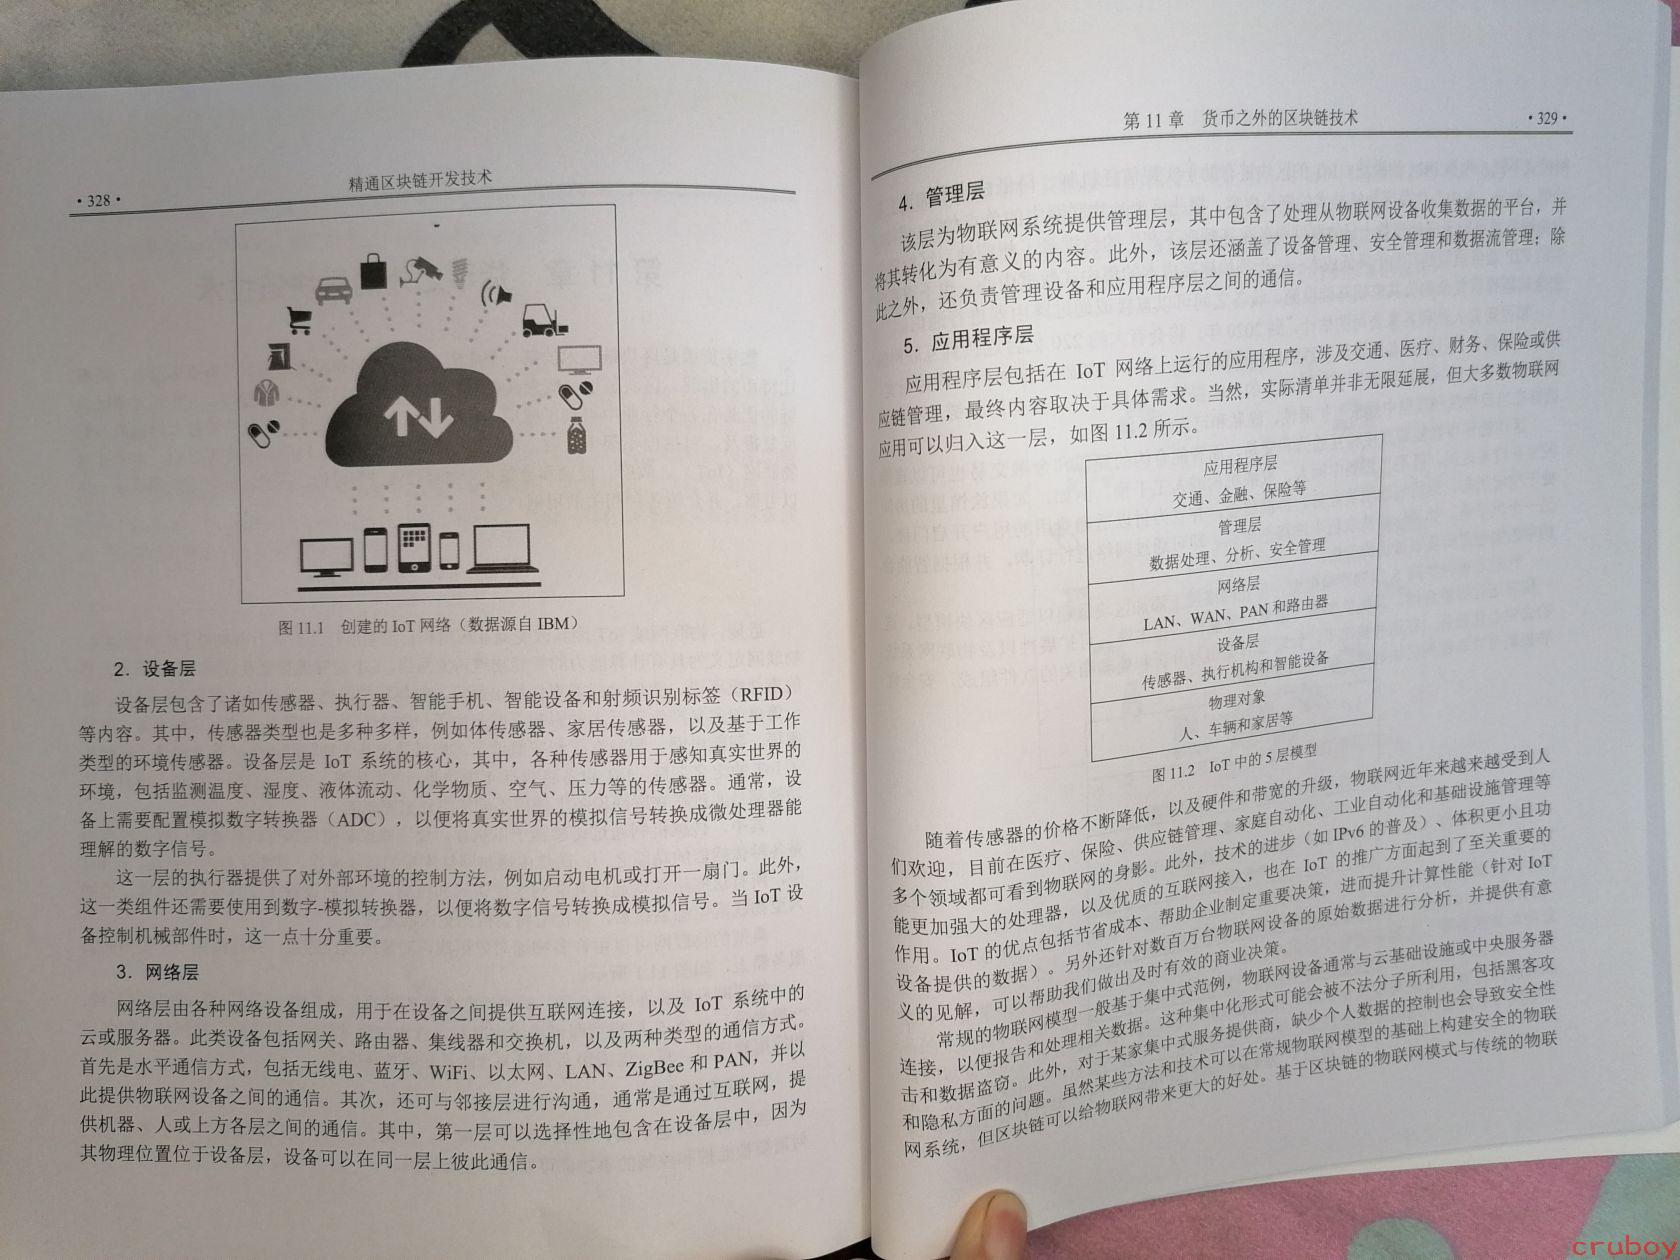 ·328·
精通区块链开发技术
图 11.1 创建的 IoT 网络（数据源自 IBM）
2．设备层
设备层包含了诸如传感器、执行器、智能手机、智能设备和射频识别标签（RFID）
等内容。其中，传感器类型也是多种多样，例如体传感器、家居传感器，以及基于工作
类型的环境传感器。设备层是 IoT 系统的核心，其中，各种传感器用于感知真实世界的
环境，包括监测温度、湿度、液体流动、化学物质、空气、压力等的传感器。通常，设
备上需要配置模拟数字转换器（ADC），以便将真实世界的模拟信号转换成微处理器能
理解的数字信号。
这一层的执行器提供了对外部环境的控制方法，例如启动电机或打开一扇门。此外，
这一类组件还需要使用到数字-模拟转换器，以便将数字信号转换成模拟信号。当 IoT 设
备控制机械部件时，这一点十分重要。
3．网络层
网络层由各种网络设备组成，用于在设备之间提供互联网连接，以及 IoT 系统中的
云或服务器。此类设备包括网关、路由器、集线器和交换机，以及两种类型的通信方式。
首先是水平通信方式，包括无线电、蓝牙、WiFi、以太网、LAN、ZigBee 和 PAN，并以
此提供物联网设备之间的通信。其次，还可与邻接层进行沟通，通常是通过互联网，提
供机器、人或上方各层之间的通信。其中，第一层可以选择性地包含在设备层中，因为
其物理位置位于设备层，设备可以在同一层上彼此通信。
第 11 章 货币之外的区块链技术
·329·
4．管理层
该层为物联网系统提供管理层，其中包含了处理从物联网设备收集数据的平台，并
将其转化为有意义的内容。此外，该层还涵盖了设备管理、安全管理和数据流管理；除
此之外，还负责管理设备和应用程序层之间的通信。
5．应用程序层
应用程序层包括在 IoT 网络上运行的应用程序，涉及交通、医疗、财务、保险或供
应链管理，最终内容取决于具体需求。当然，实际清单并非无限延展，但大多数物联网
应用可以归入这一层，如图 11.2 所示。
应用程序层
交通、金融、保险等
管理层
数据处理、分析、安全管理
网络层
LAN、WAN、PAN 和路由器
设备层
传感器、执行机构和智能设备
物理对象
人、车辆和家居等
图 11.2 IoT 中的 5 层模型
随着传感器的价格不断降低，以及硬件和带宽的升级，物联网近年来越来越受到人
们欢迎，目前在医疗、保险、供应链管理、家庭自动化、工业自动化和基础设施管理等
多个领域都可看到物联网的身影。此外，技术的进步（如 IPv6 的普及）、体积更小且功
能更加强大的处理器，以及优质的互联网接入，也在 IoT 的推广方面起到了至关重要的
作用。IoT 的优点包括节省成本、帮助企业制定重要决策，进而提升计算性能（针对 IoT
设备提供的数据）。另外还针对数百万台物联网设备的原始数据进行分析，并提供有意
义的见解，可以帮助我们做出及时有效的商业决策。
常规的物联网模型一般基于集中式范例，物联网设备通常与云基础设施或中央服务器
连接，以便报告和处理相关数据。这种集中化形式可能会被不法分子所利用，包括黑客攻
击和数据盗窃。此外，对于某家集中式服务提供商，缺少个人数据的控制也会导致安全性
和隐私方面的问题。虽然某些方法和技术可以在常规物联网模型的基础上构建安全的物联
网系统，但区块链可以给物联网带来更大的好处。基于区块链的物联网模式与传统的物联
cruboy